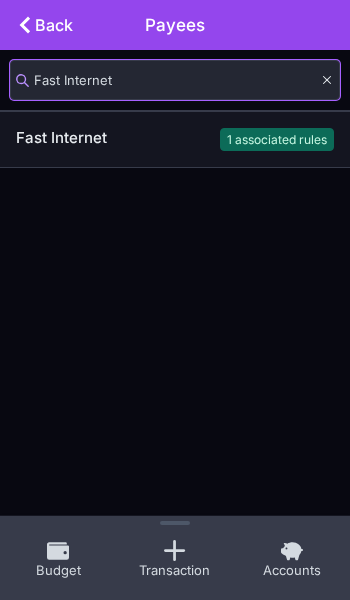 Back
Payees
Fast Internet
Fast Internet
1 associated rules
Budget
Transaction
Accounts